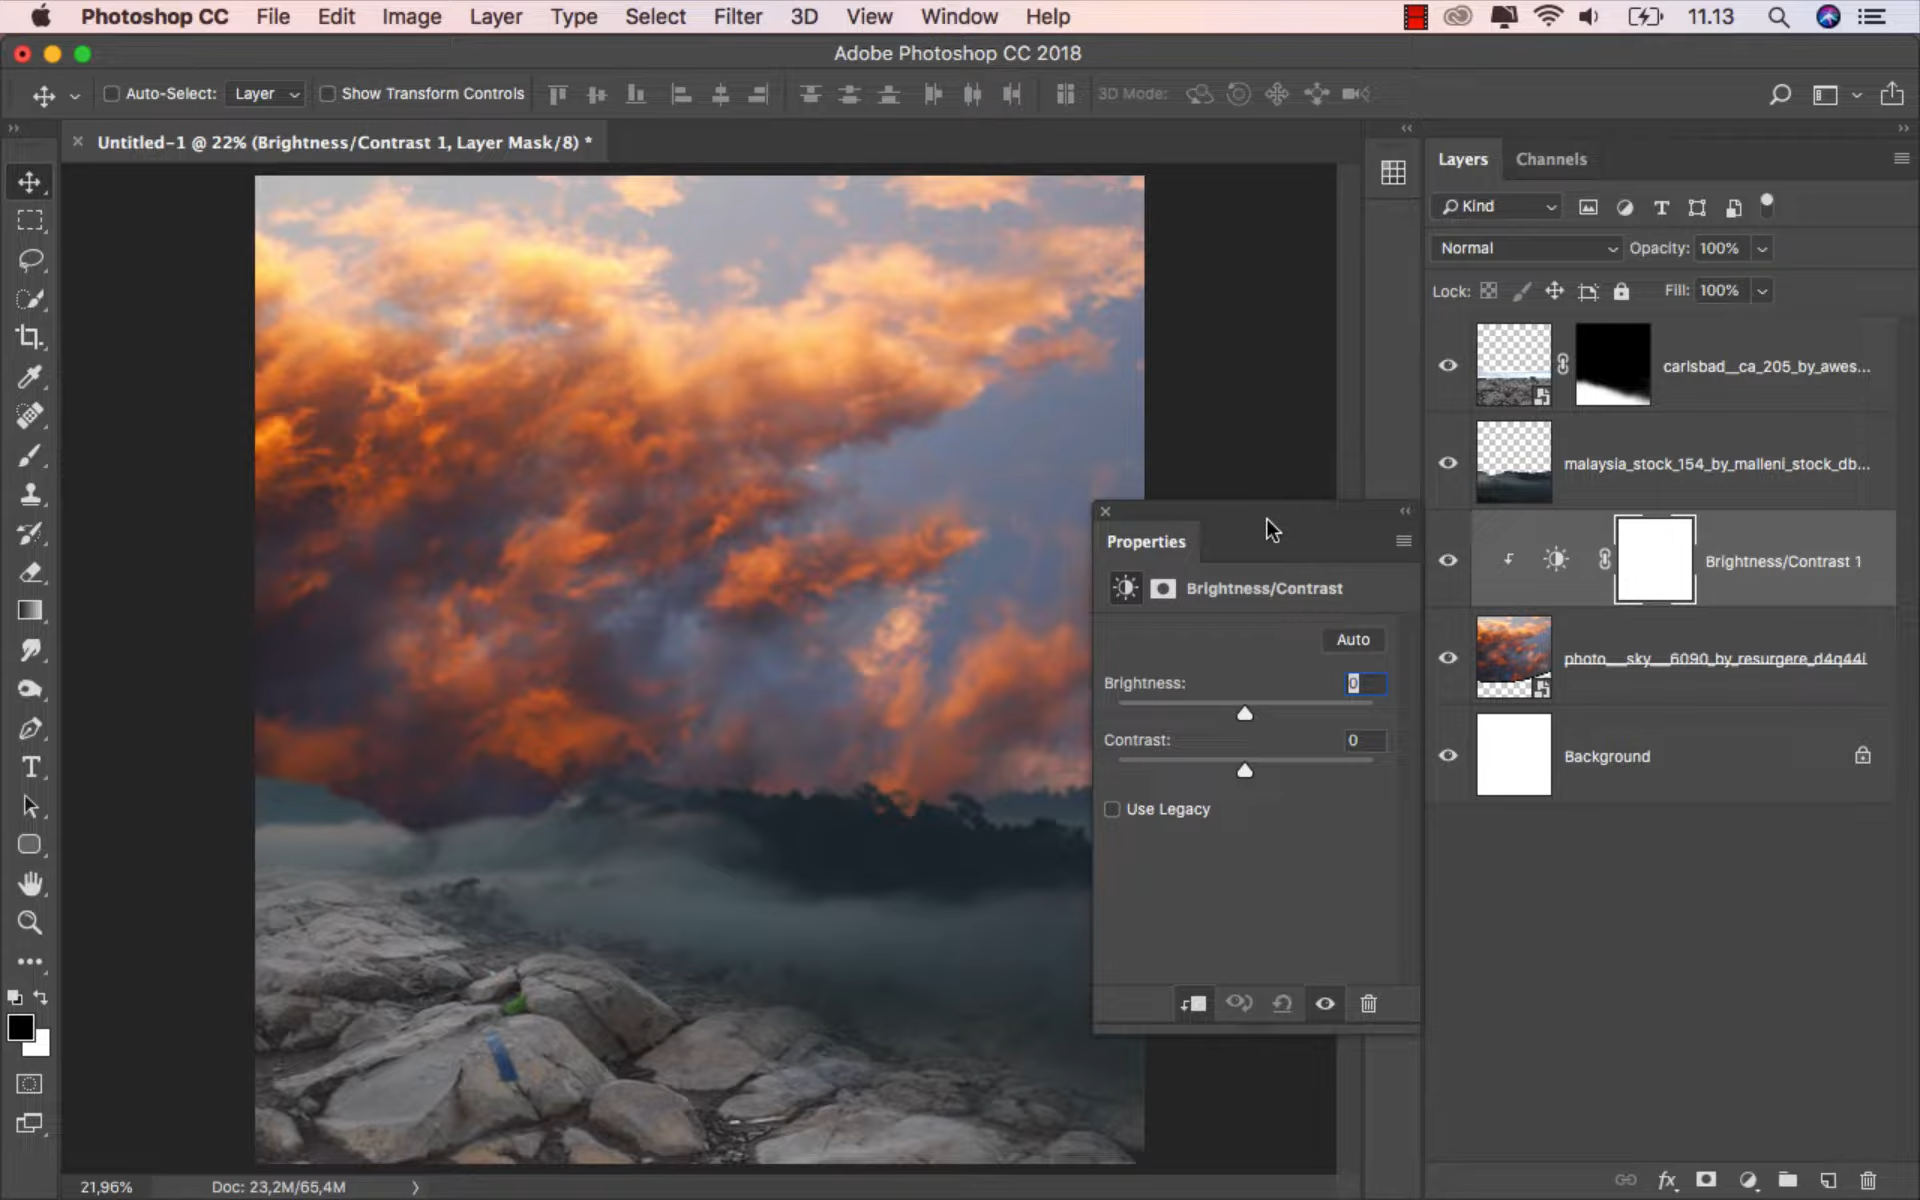 Photoshop CC File Edit Image Layer Type Select Filter 3D View Window Help 11.13
Adobe Photoshop CC 2018
Auto-Select: Layer Show Transform Controls 3D Mode:
Untitled-1 @ 22% (Brightness/Contrast 1, Layer Mask/8) *
Layers Channels
Kind
Normal Opacity: 100%
Lock: Fill: 100%
carlsbad__ca_205_by_awes...
malaysia_stock_154_by_malleni_stock_db...
Brightness/Contrast 1
photo___sky___6090_by_resurgere_d4q44i
Background
Properties
Brightness/Contrast
Auto
Brightness: 0
Contrast: 0
Use Legacy
21,96% Doc: 23,2M/65,4M